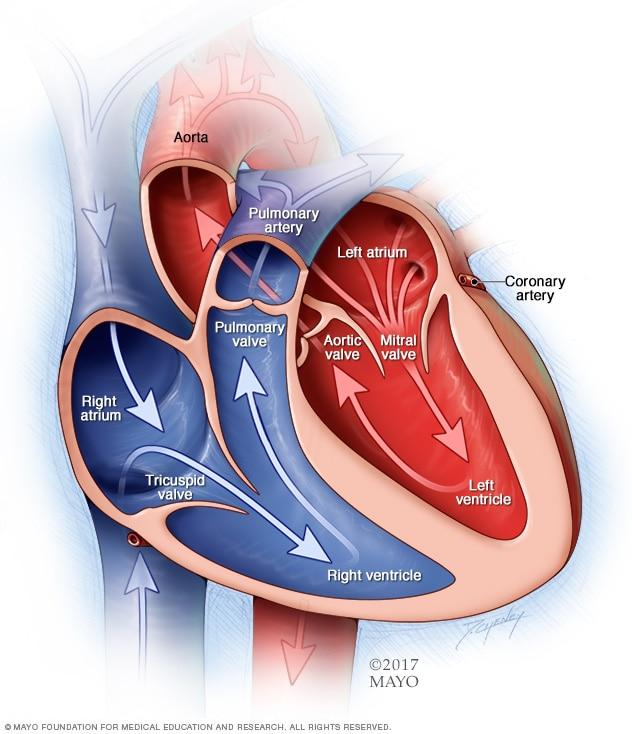 Aorta
Pulmonary
artery
Left atrium
Coronary
artery
Pulmonary
valve
Aortic
valve
Mitral
valve
Right
atrium
Tricuspid
valve
Left
ventricle
Right ventricle
©2017
MAYO
© MAYO FOUNDATION FOR MEDICAL EDUCATION AND RESEARCH. ALL RIGHTS RESERVED.